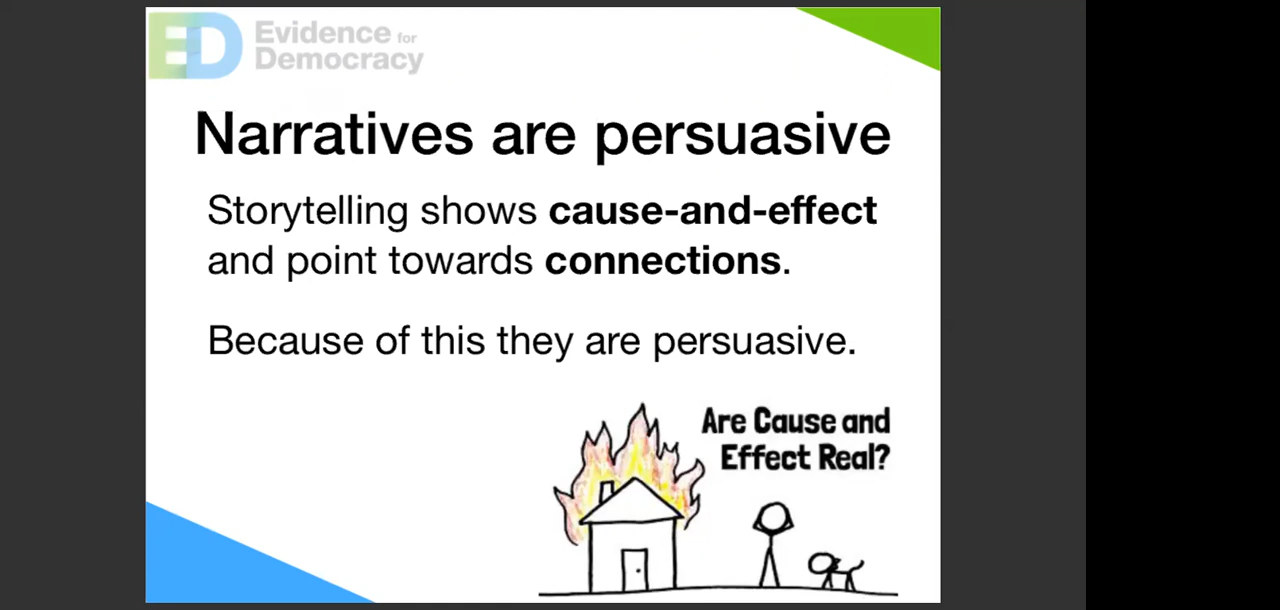 ED Evidence for
Democracy
Narratives are persuasive
Storytelling shows cause-and-effect
and point towards connections.
Because of this they are persuasive.
Are Cause and
Effect Real?